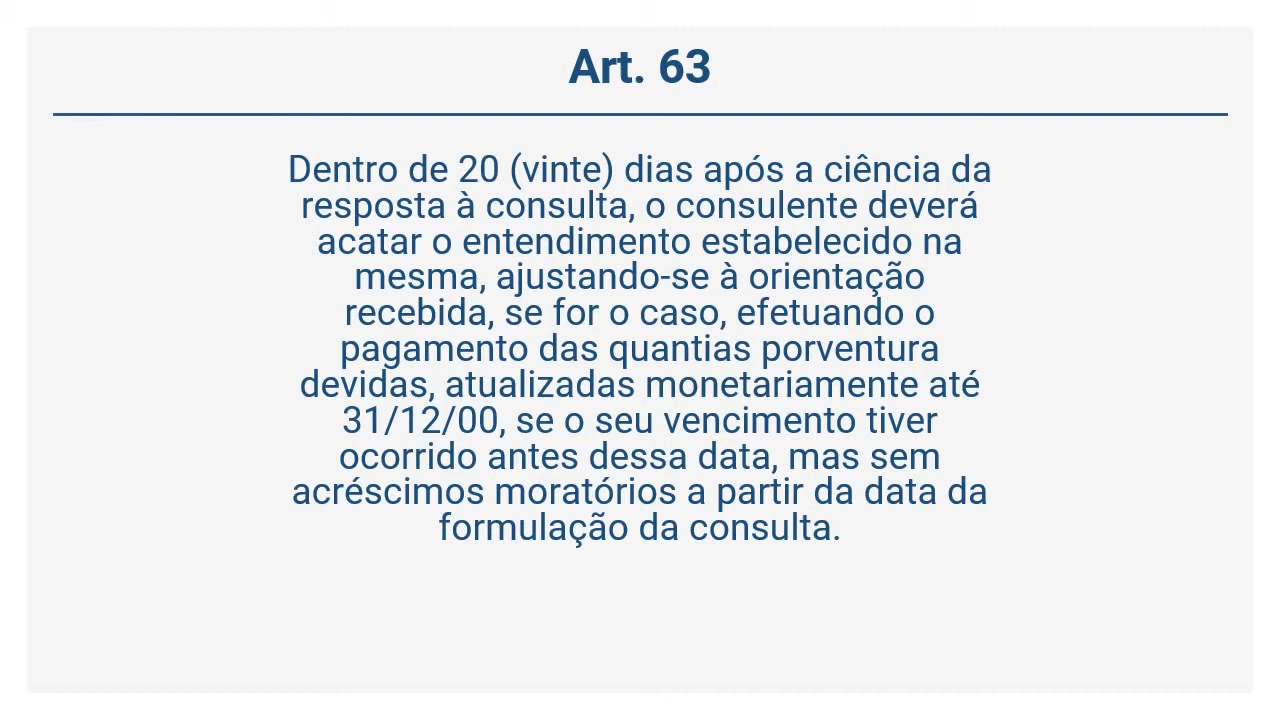 Art. 63
Dentro de 20 (vinte) dias após a ciência da
resposta à consulta, o consulente deverá
acatar o entendimento estabelecido na
mesma, ajustando-se à orientação
recebida, se for o caso, efetuando o
pagamento das quantias porventura
devidas, atualizadas monetariamente até
31/12/00, se o seu vencimento tiver
ocorrido antes dessa data, mas sem
acréscimos moratórios a partir da data da
formulação da consulta.